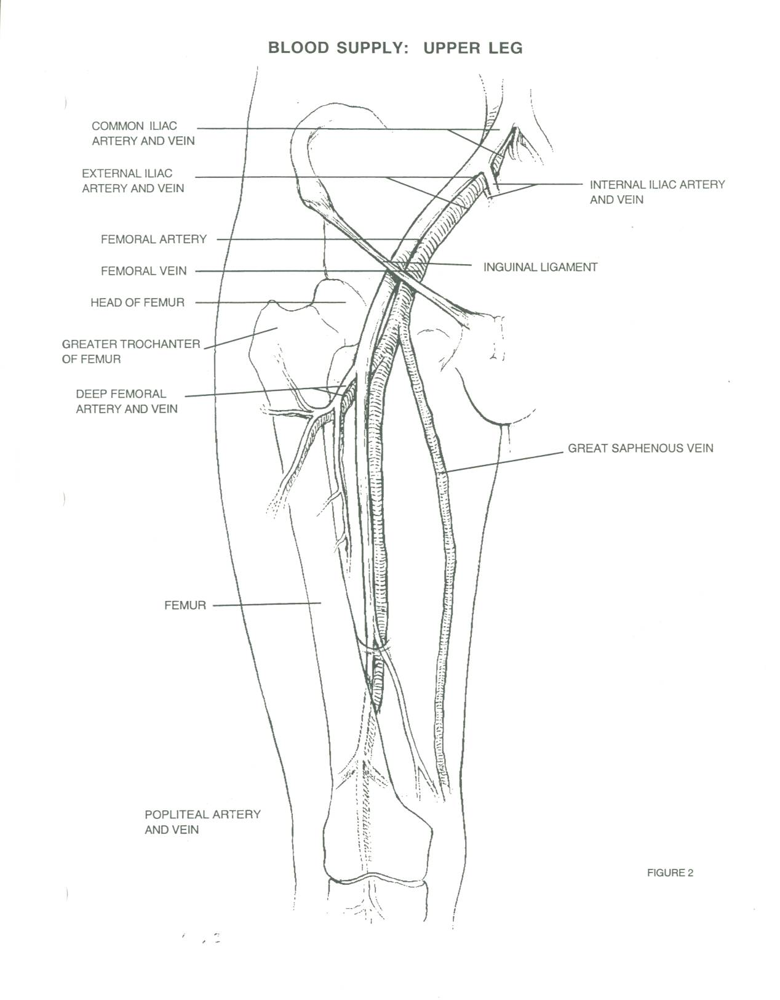 BLOOD SUPPLY: UPPER LEG
COMMON ILIAC
ARTERY AND VEIN
EXTERNAL ILIAC
ARTERY AND VEIN
INTERNAL ILIAC ARTERY
AND VEIN
FEMORAL ARTERY
INGUINAL LIGAMENT
FEMORAL VEIN
HEAD OF FEMUR
GREATER TROCHANTER
OF FEMUR
DEEP FEMORAL
ARTERY AND VEIN
GREAT SAPHENOUS VEIN
FEMUR
POPLITEAL ARTERY
AND VEIN
FIGURE 2